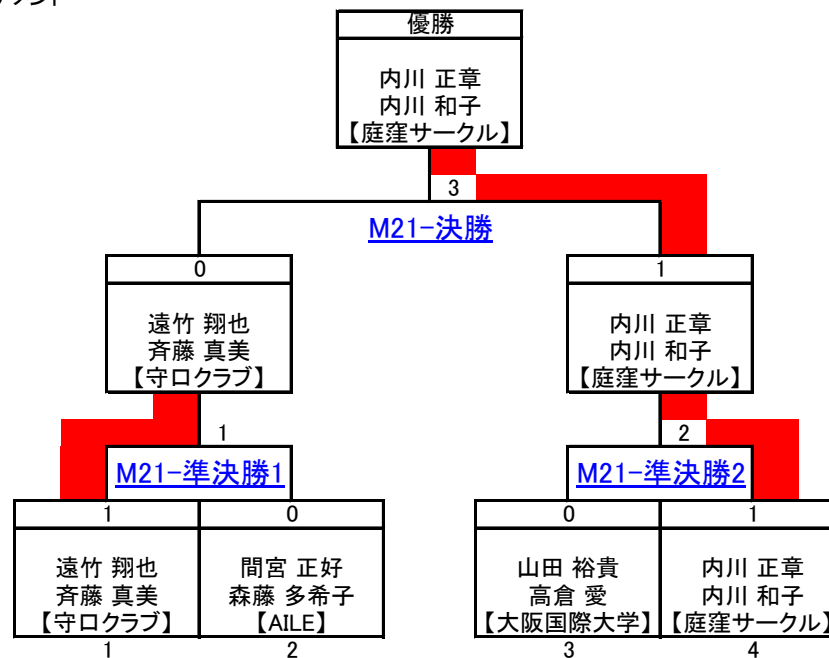 優勝
内川 正章
内川 和子
【庭窪サークル】
3
M21-決勝
0
遠竹 翔也
斉藤 真美
【守口クラブ】
1
内川 正章
内川 和子
【庭窪サークル】
1
M21-準決勝1
2
M21-準決勝2
1
遠竹 翔也
斉藤 真美
【守口クラブ】
1
0
間宮 正好
森藤 多希子
【AILE】
2
0
山田 裕貴
高倉 愛
【大阪国際大学】
3
1
内川 正章
内川 和子
【庭窪サークル】
4